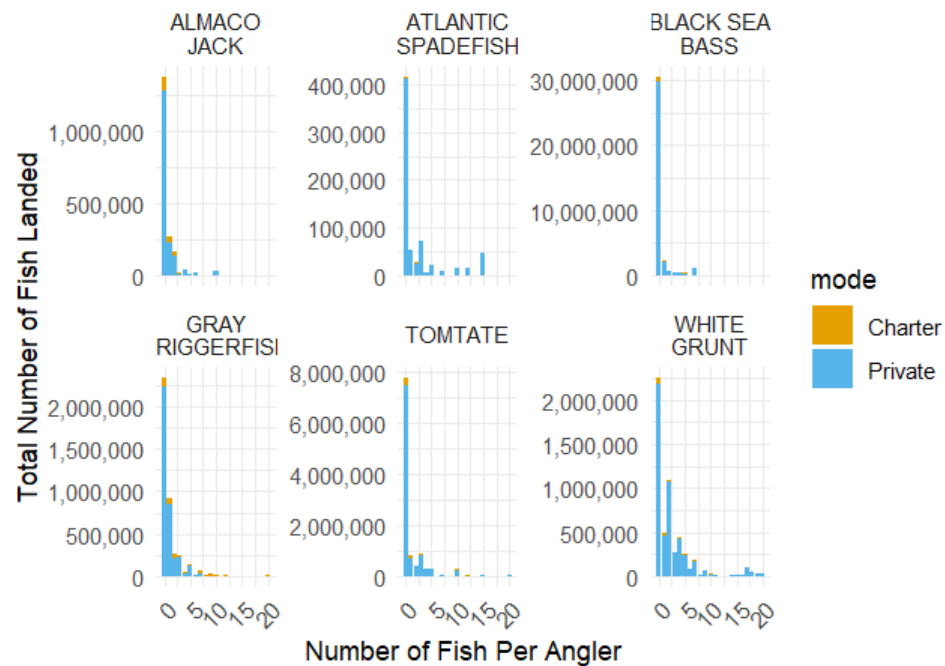 ALMACO
JACK
ATLANTIC
SPADEFISH
BLACK SEA
BASS
1,000,000
500,000
0
400,000
300,000
200,000
100,000
0
30,000,000
20,000,000
10,000,000
0
GRAY
RIGGERFISI
TOMTATE
WHITE
GRUNT
2,000,000
1,500,000
1,000,000
500,000
0
8,000,000
6,000,000
4,000,000
2,000,000
0
2,000,000
1,500,000
1,000,000
500,000
0
0 5 10 15 20
0 5 10 15 20
0 5 10 15 20
Total Number of Fish Landed
Number of Fish Per Angler
mode
Charter
Private